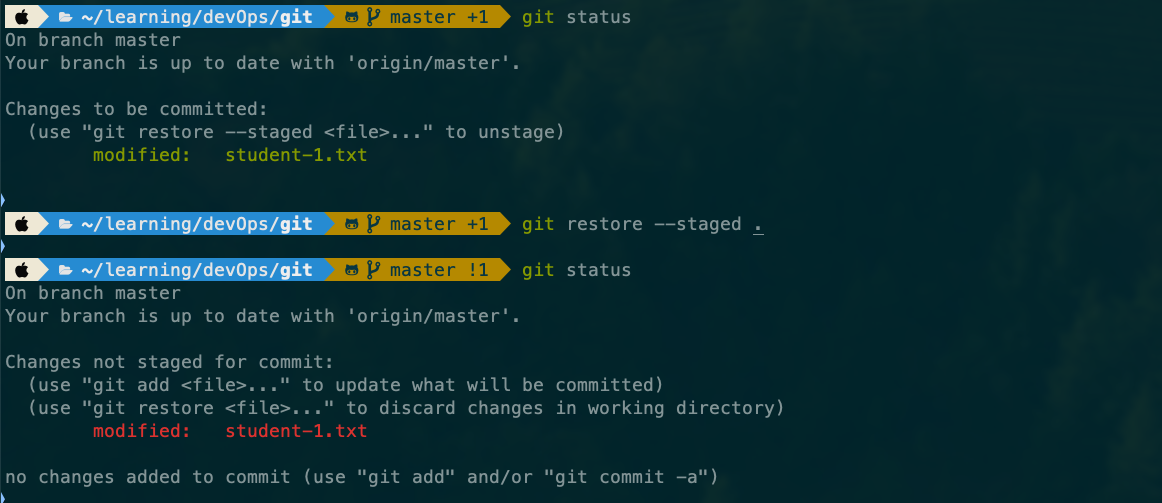 ~/learning/devOps/git master +1 git status
On branch master
Your branch is up to date with 'origin/master'.
Changes to be committed:
(use "git restore --staged <file>..." to unstage)
modified: student-1.txt
~/learning/devOps/git master +1 git restore --staged .
~/learning/devOps/git master !1 git status
On branch master
Your branch is up to date with 'origin/master'.
Changes not staged for commit:
(use "git add <file>..." to update what will be committed)
(use "git restore <file>..." to discard changes in working directory)
modified: student-1.txt
no changes added to commit (use "git add" and/or "git commit -a")